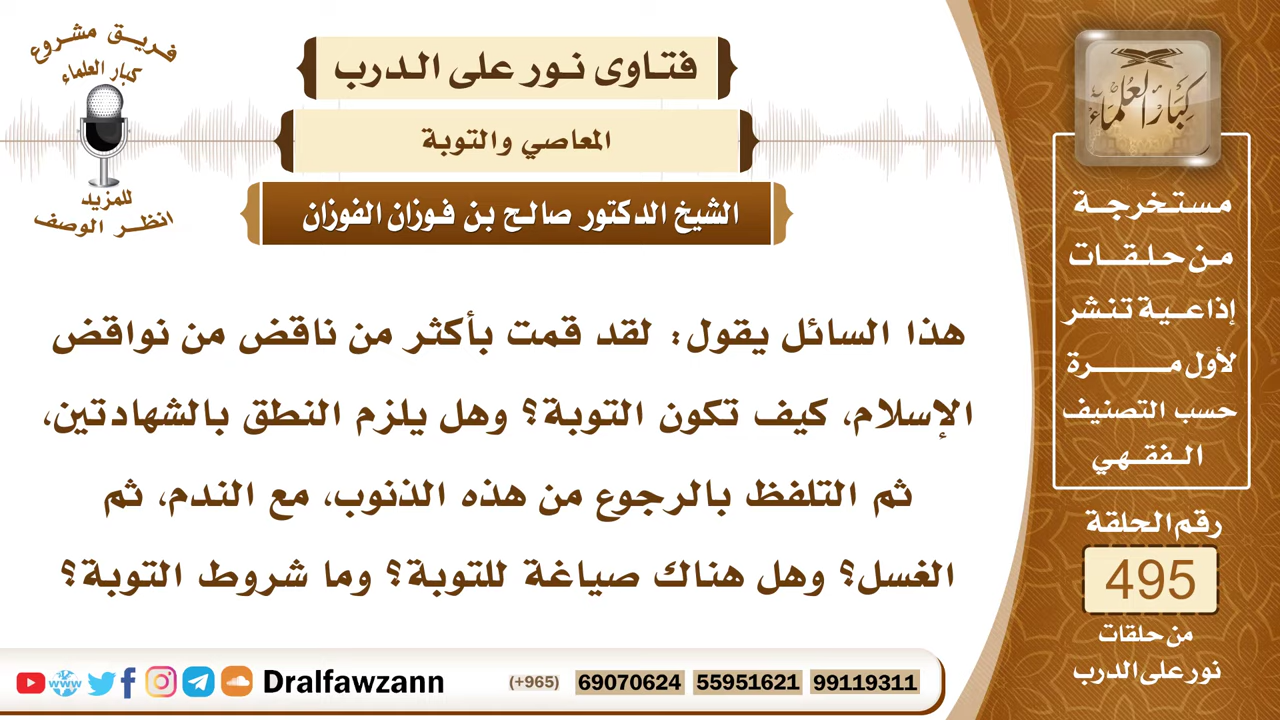 فريق مشروع
كبار العلماء
للمزيد
انظر الوصف
فتاوى نور على الدرب
المعاصي والتوبة
الشيخ الدكتور صالح بن فوزان الفوزان
هذا السائل يقول: لقد قمت بأكثر من ناقض من نواقض
الإسلام، كيف تكون التوبة؟ وهل يلزم النطق بالشهادتين،
ثم التلفظ بالرجوع من هذه الذنوب، مع الندم، ثم
الغسل؟ وهل هناك صياغة للتوبة؟ وما شروط التوبة؟
كبار العلماء
مستخرجة
من حلقات
إذاعية تنشر
لأول مرة
حسب التصنيف
الفقهي
رقم الحلقة
495
من حلقات
نور على الدرب
www
Dralfawzann
(+965) 69070624 55951621 99119311